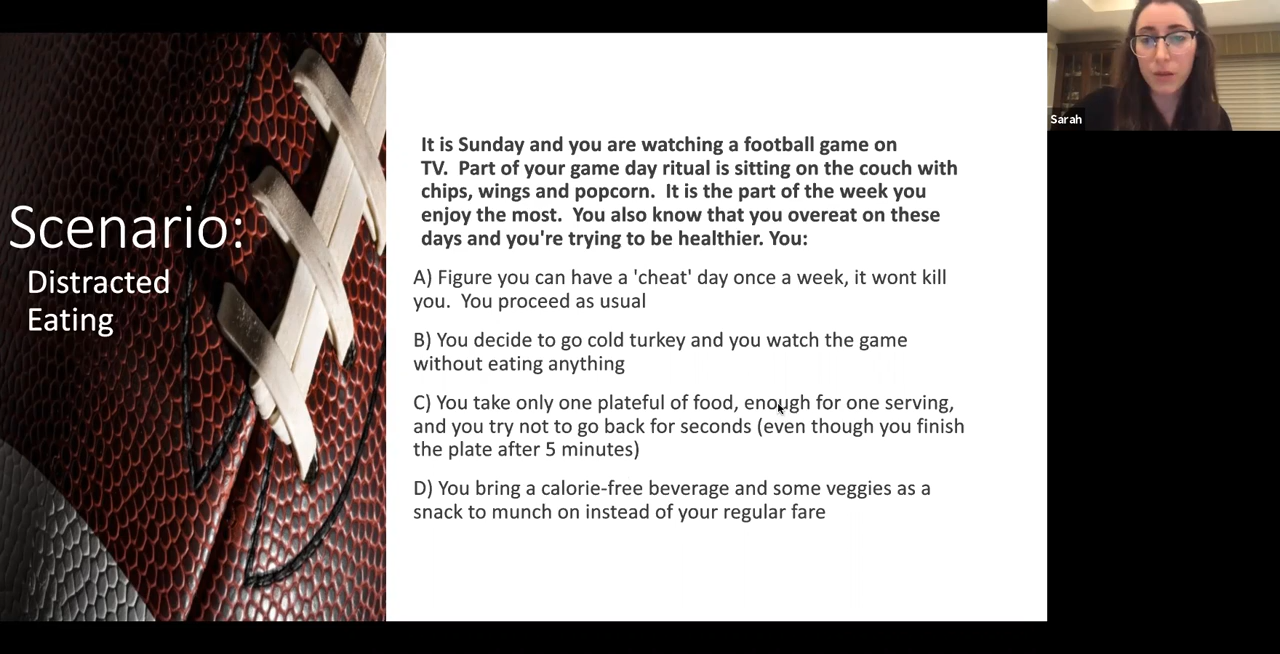 Scenario:
Distracted
Eating
It is Sunday and you are watching a football game on
TV.  Part of your game day ritual is sitting on the couch with
chips, wings and popcorn.  It is the part of the week you
enjoy the most.  You also know that you overeat on these
days and you're trying to be healthier. You:
A) Figure you can have a 'cheat' day once a week, it wont kill
you.  You proceed as usual
B) You decide to go cold turkey and you watch the game
without eating anything
C) You take only one plateful of food, enough for one serving,
and you try not to go back for seconds (even though you finish
the plate after 5 minutes)
D) You bring a calorie-free beverage and some veggies as a
snack to munch on instead of your regular fare
Sarah